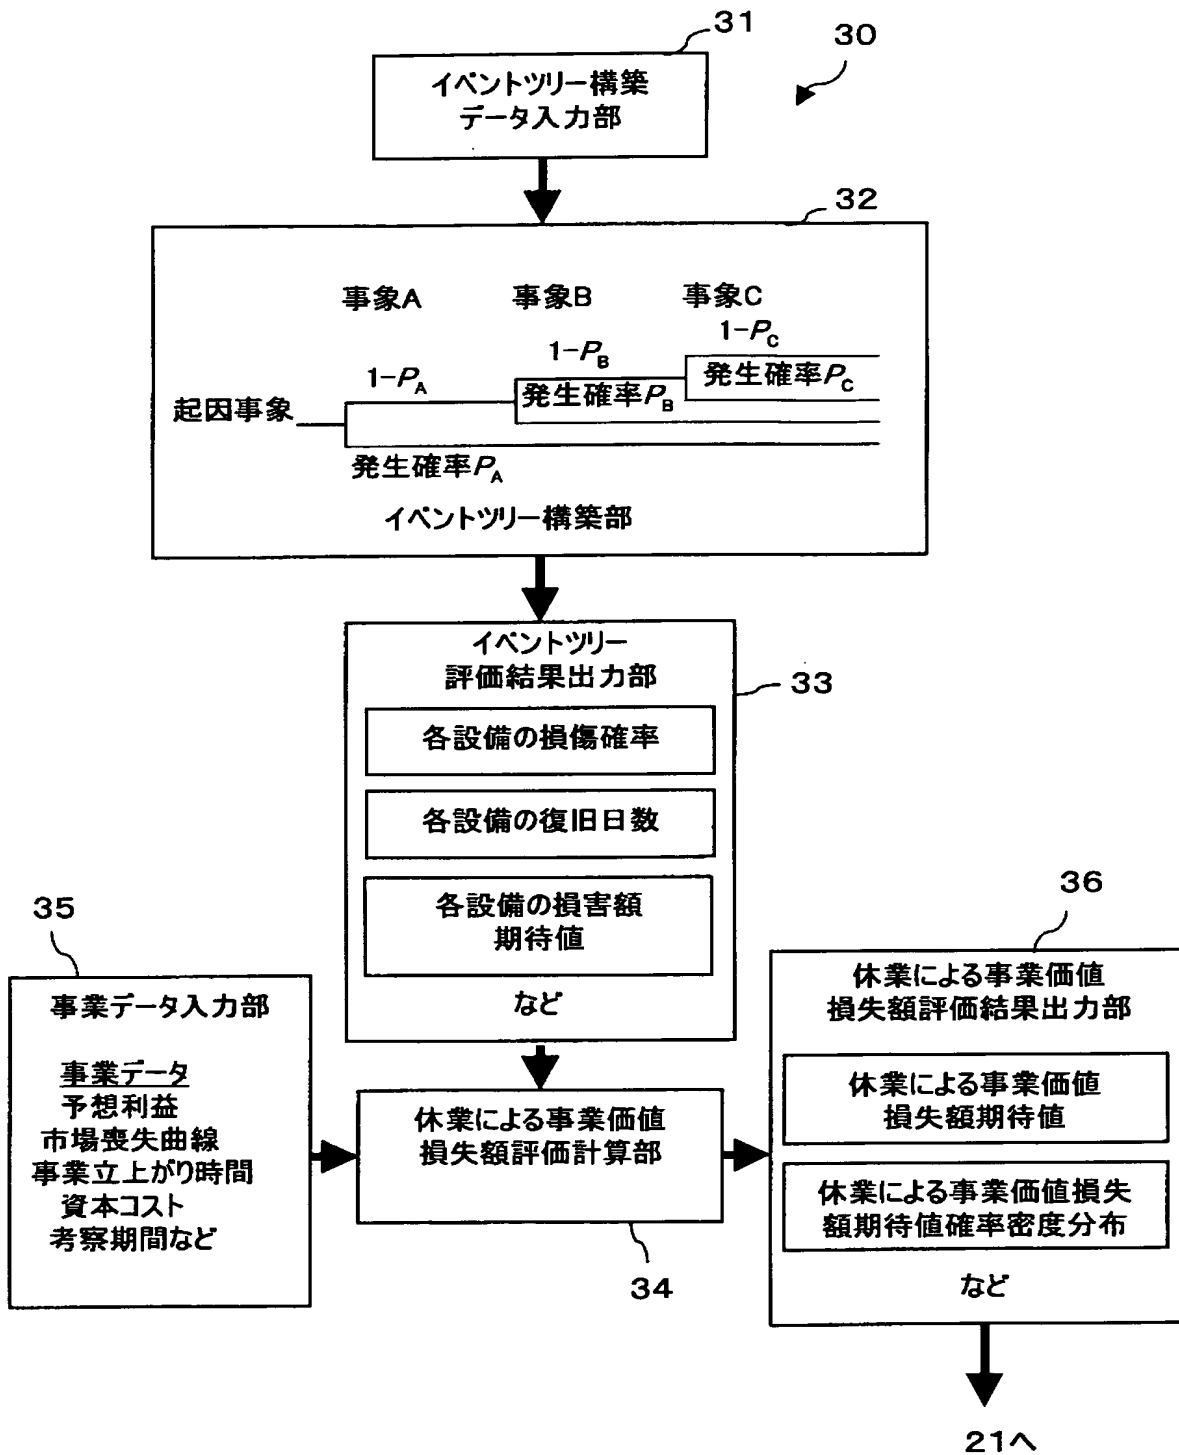 31
30
イベントツリー構築
データ入力部
32
事象A
事象B
事象C
1-PA
1-PB
1-PC
起因事象
発生確率PA
発生確率PB
発生確率PC
イベントツリー構築部
33
イベントツリー
評価結果出力部
各設備の損傷確率
各設備の復旧日数
各設備の損害額
期待値
など
35
事業データ入力部
事業データ
予想利益
市場喪失曲線
事業立上がり時間
資本コスト
考察期間など
休業による事業価値
損失額評価計算部
34
36
休業による事業価値
損失額評価結果出力部
休業による事業価値
損失額期待値
休業による事業価値損失
額期待値確率密度分布
など
21へ